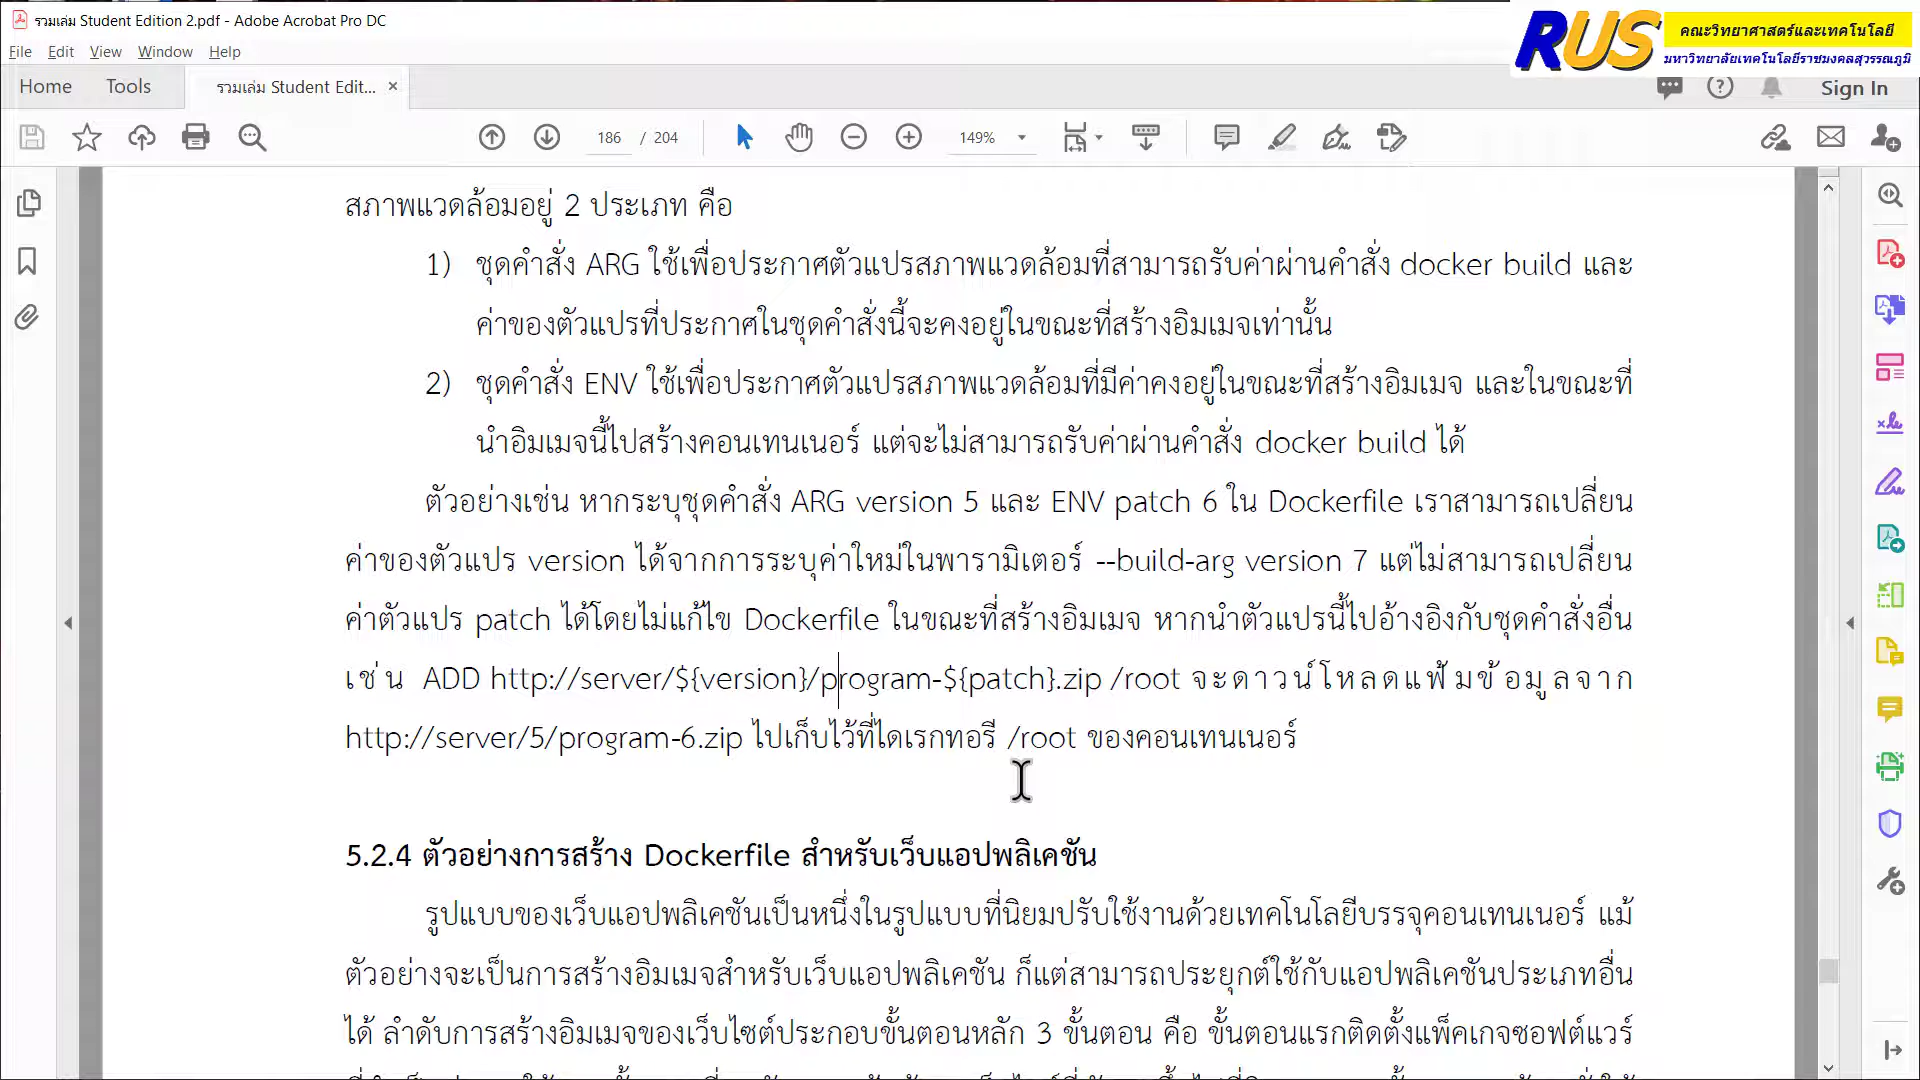 รวมเล่ม Student Edition 2.pdf - Adobe Acrobat Pro DC
RUS
คณะวิทยาศาสตร์และเทคโนโลยี
มหาวิทยาลัยเทคโนโลยีราชมงคลสุวรรณภูมิ
File Edit View Window Help
Home Tools รวมเล่ม Student Edit... × Sign In
186 / 204 149%
สภาพแวดล้อมอยู่ 2 ประเภท คือ
1) ชุดคำสั่ง ARG ใช้เพื่อประกาศตัวแปรสภาพแวดล้อมที่สามารถรับค่าผ่านคำสั่ง docker build และ
ค่าของตัวแปรที่ประกาศในชุดคำสั่งนี้จะคงอยู่ในขณะที่สร้างอิมเมจเท่านั้น
2) ชุดคำสั่ง ENV ใช้เพื่อประกาศตัวแปรสภาพแวดล้อมที่มีค่าคงอยู่ในขณะที่สร้างอิมเมจ และในขณะที่
นำอิมเมจนี้ไปสร้างคอนเทนเนอร์ แต่จะไม่สามารถรับค่าผ่านคำสั่ง docker build ได้
ตัวอย่างเช่น หากระบุชุดคำสั่ง ARG version 5 และ ENV patch 6 ใน Dockerfile เราสามารถเปลี่ยน
ค่าของตัวแปร version ได้จากการระบุค่าใหม่ในพารามิเตอร์ --build-arg version 7 แต่ไม่สามารถเปลี่ยน
ค่าตัวแปร patch ได้โดยไม่แก้ไข Dockerfile ในขณะที่สร้างอิมเมจ หากนำตัวแปรนี้ไปอ้างอิงกับชุดคำสั่งอื่น
เช่น ADD http://server/${version}/program-${patch}.zip /root จะดาวน์โหลดแฟ้มข้อมูลจาก
http://server/5/program-6.zip ไปเก็บไว้ที่ไดเรกทอรี /root ของคอนเทนเนอร์
5.2.4 ตัวอย่างการสร้าง Dockerfile สำหรับเว็บแอปพลิเคชัน
รูปแบบของเว็บแอปพลิเคชันเป็นหนึ่งในรูปแบบที่นิยมปรับใช้งานด้วยเทคโนโลยีบรรจุคอนเทนเนอร์ แม้
ตัวอย่างจะเป็นการสร้างอิมเมจสำหรับเว็บแอปพลิเคชัน ก็แต่สามารถประยุกต์ใช้กับแอปพลิเคชันประเภทอื่น
ได้ ลำดับการสร้างอิมเมจของเว็บไซต์ประกอบขั้นตอนหลัก 3 ขั้นตอน คือ ขั้นตอนแรกติดตั้งแพ็คเกจซอฟต์แวร์